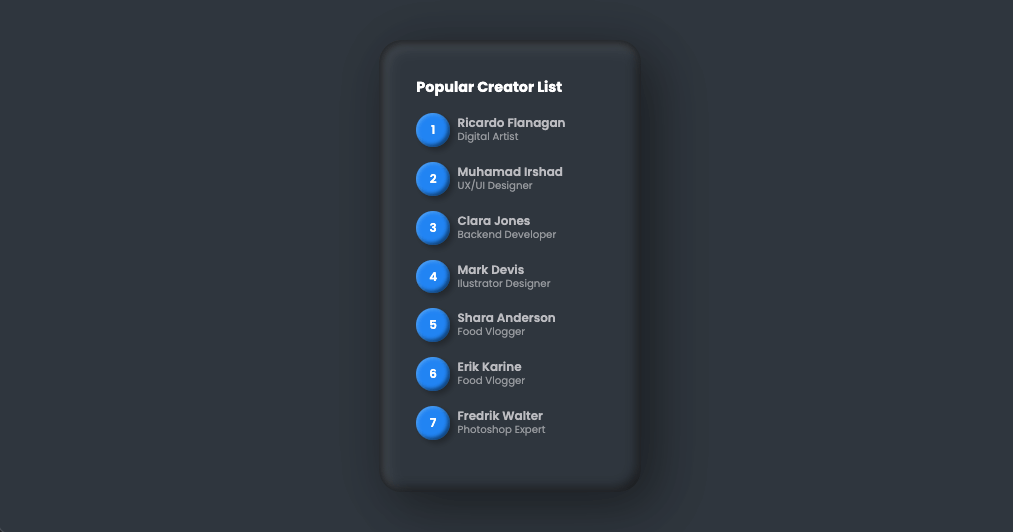 Popular Creator List
1
Ricardo Flanagan
Digital Artist
2
Muhamad Irshad
UX/UI Designer
3
Clara Jones
Backend Developer
4
Mark Devis
Ilustrator Designer
5
Shara Anderson
Food Vlogger
6
Erik Karine
Food Vlogger
7
Fredrik Walter
Photoshop Expert